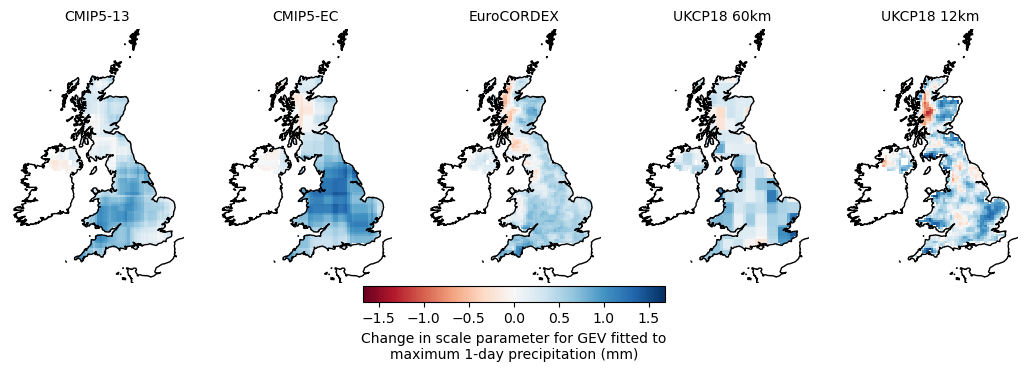 CMIP5-13 CMIP5-EC EuroCORDEX UKCP18 60km UKCP18 12km
−1.5 −1.0 −0.5 0.0 0.5 1.0 1.5
Change in scale parameter for GEV fitted to
maximum 1-day precipitation (mm)